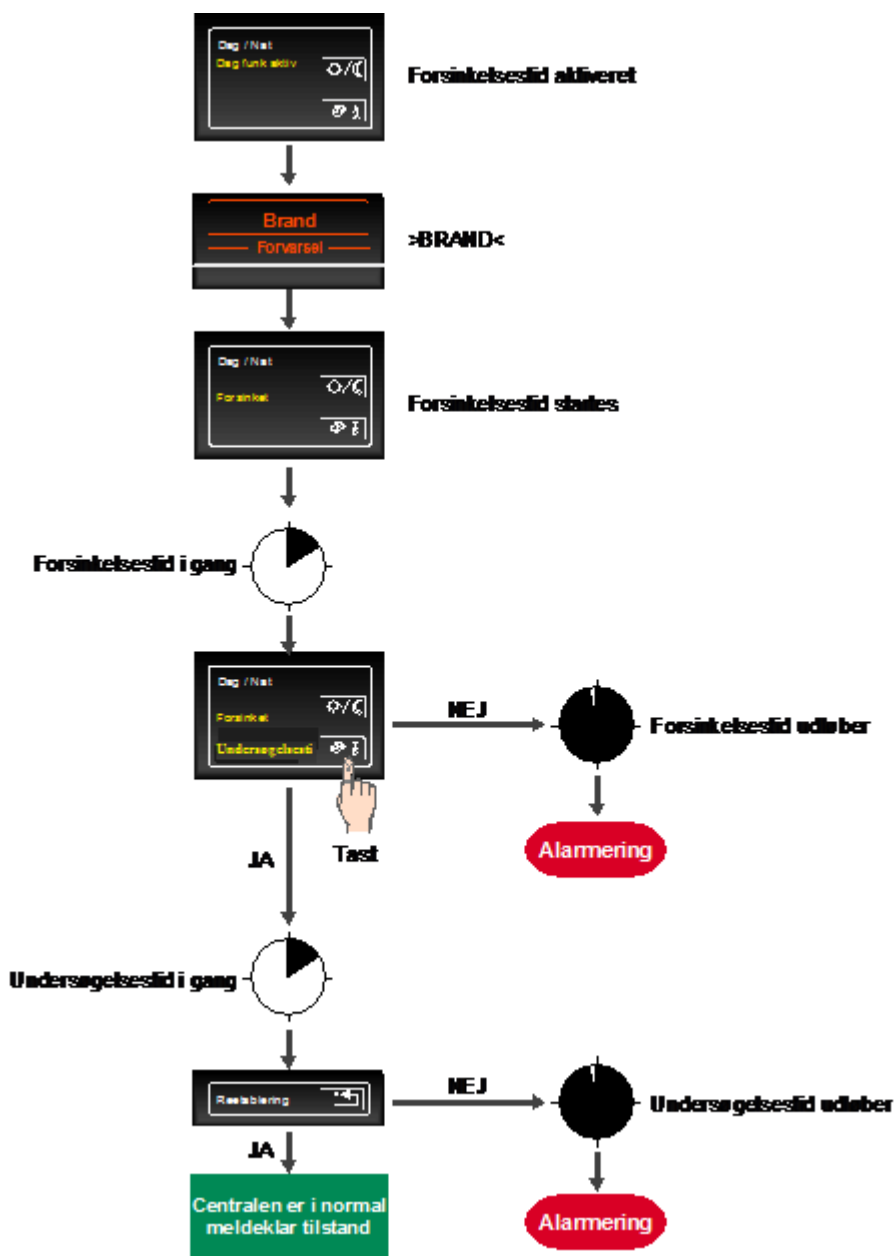 Dag / Nat
Dag funk aktiv
Forsinkelsestid aktiveret
Brand
Forvarsel
>BRAND<
Dag / Nat
Forsinket
Forsinkelsestid startes
Forsinkelsestid i gang
Dag / Nat
Forsinket
Undersøgelsesti
NEJ
Forsinkelsestid udløber
Tast
JA
Alarmering
Undersøgelsestid i gang
Reetablering
NEJ
Undersøgelsestid udløber
JA
Centralen er i normal
meldeklar tilstand
Alarmering